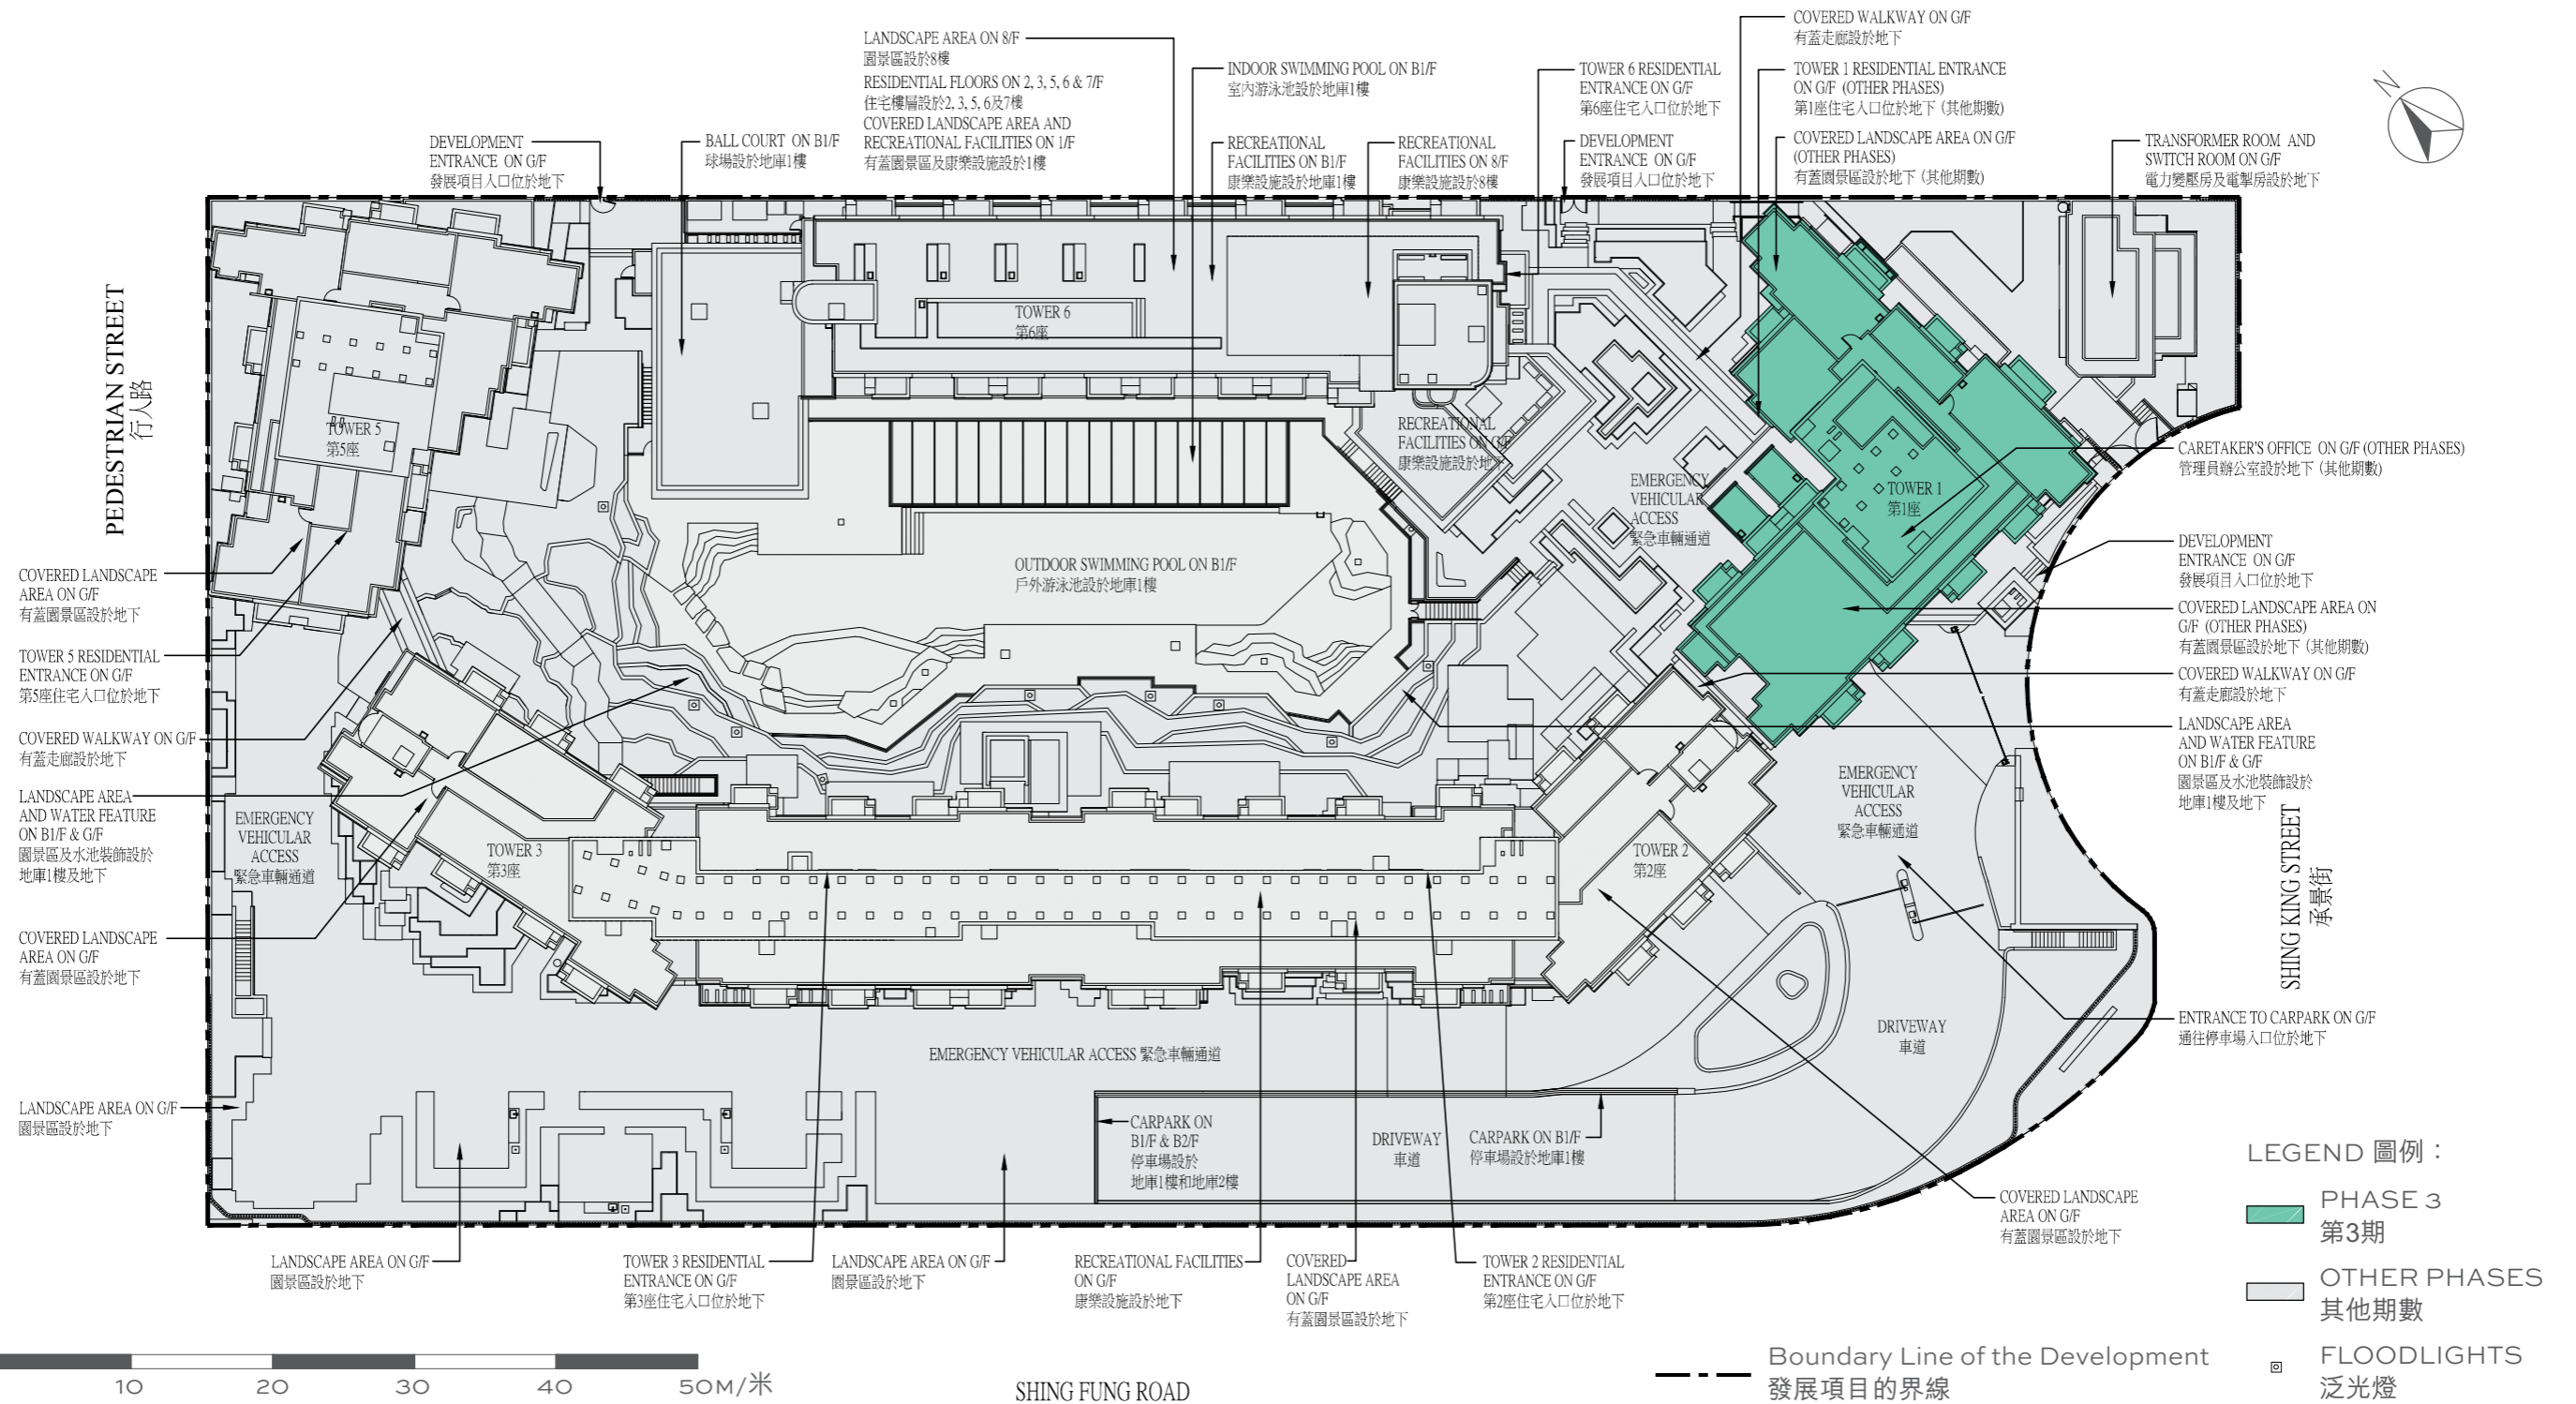 LANDSCAPE AREA ON 8/F
園景區設於8樓
RESIDENTIAL FLOORS ON 2, 3, 5, 6 & 7/F
住宅樓層設於2, 3, 5, 6及7樓
COVERED LANDSCAPE AREA AND
RECREATIONAL FACILITIES ON 1/F
有蓋園景區及康樂設施設於1樓
INDOOR SWIMMING POOL ON B1/F
室內游泳池設於地庫1樓
COVERED WALKWAY ON G/F
有蓋走廊設於地下
TOWER 6 RESIDENTIAL
ENTRANCE ON G/F
第6座住宅入口位於地下
TOWER 1 RESIDENTIAL ENTRANCE
ON G/F (OTHER PHASES)
第1座住宅入口位於地下 (其他期數)
N
DEVELOPMENT
ENTRANCE ON G/F
發展項目入口位於地下
BALL COURT ON B1/F
球場設於地庫1樓
RECREATIONAL
FACILITIES ON B1/F
康樂設施設於地庫1樓
RECREATIONAL
FACILITIES ON 8/F
康樂設施設於8樓
DEVELOPMENT
ENTRANCE ON G/F
發展項目入口位於地下
COVERED LANDSCAPE AREA ON G/F
(OTHER PHASES)
有蓋園景區設於地下 (其他期數)
TRANSFORMER ROOM AND
SWITCH ROOM ON G/F
電力變壓房及電掣房設於地下
PEDESTRIAN STREET
行人路
TOWER 6
第6座
TOWER 5
第5座
RECREATIONAL
FACILITIES ON G/F
康樂設施設於地下
EMERGENCY
VEHICULAR
ACCESS
緊急車輛通道
TOWER 1
第1座
CARETAKER'S OFFICE ON G/F (OTHER PHASES)
管理員辦公室設於地下 (其他期數)
DEVELOPMENT
ENTRANCE ON G/F
發展項目入口位於地下
OUTDOOR SWIMMING POOL ON B1/F
戶外游泳池設於地庫1樓
COVERED LANDSCAPE
AREA ON G/F
有蓋園景區設於地下
COVERED LANDSCAPE AREA ON
G/F (OTHER PHASES)
有蓋園景區設於地下 (其他期數)
TOWER 5 RESIDENTIAL
ENTRANCE ON G/F
第5座住宅入口位於地下
COVERED WALKWAY ON G/F
有蓋走廊設於地下
COVERED WALKWAY ON G/F
有蓋走廊設於地下
LANDSCAPE AREA
AND WATER FEATURE
ON B1/F & G/F
園景區及水池裝飾設於
地庫1樓及地下
LANDSCAPE AREA
AND WATER FEATURE
ON B1/F & G/F
園景區及水池裝飾設於
地庫1樓及地下
EMERGENCY
VEHICULAR
ACCESS
緊急車輛通道
EMERGENCY
VEHICULAR
ACCESS
緊急車輛通道
SHING KING STREET
承景街
TOWER 3
第3座
TOWER 2
第2座
COVERED LANDSCAPE
AREA ON G/F
有蓋園景區設於地下
ENTRANCE TO CARPARK ON G/F
通往停車場入口位於地下
DRIVEWAY
車道
EMERGENCY VEHICULAR ACCESS 緊急車輛通道
LANDSCAPE AREA ON G/F
園景區設於地下
CARPARK ON
B1/F & B2/F
停車場設於
地庫1樓和地庫2樓
DRIVEWAY
車道
CARPARK ON B1/F
停車場設於地庫1樓
COVERED LANDSCAPE
AREA ON G/F
有蓋園景區設於地下
LANDSCAPE AREA ON G/F
園景區設於地下
TOWER 3 RESIDENTIAL
ENTRANCE ON G/F
第3座住宅入口位於地下
LANDSCAPE AREA ON G/F
園景區設於地下
RECREATIONAL FACILITIES
ON G/F
康樂設施設於地下
COVERED
LANDSCAPE AREA
ON G/F
有蓋園景區設於地下
TOWER 2 RESIDENTIAL
ENTRANCE ON G/F
第2座住宅入口位於地下
LEGEND 圖例：
PHASE 3
第3期
OTHER PHASES
其他期數
FLOODLIGHTS
泛光燈
Boundary Line of the Development
發展項目的界線
10 20 30 40 50M/米
SHING FUNG ROAD